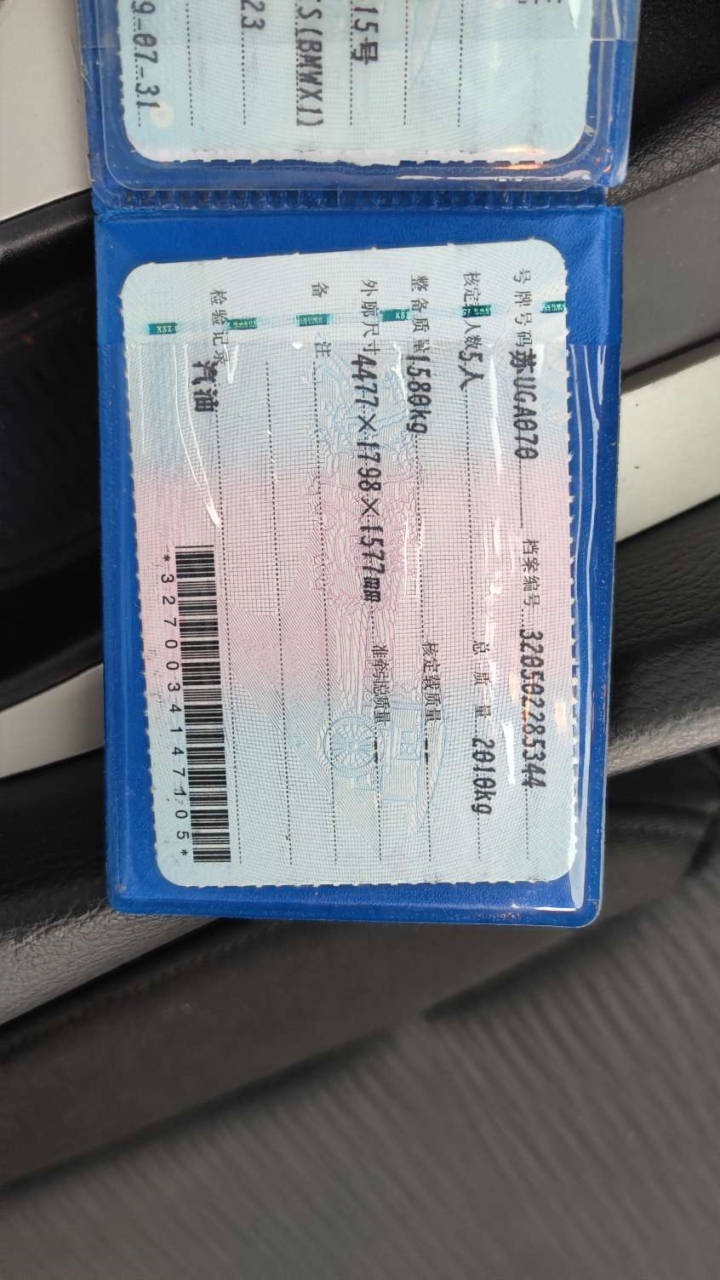 15号
S(BMWX1)
23
9-07-31
号牌号码 苏UGA070 档案编号 320502285344
核定载人数 5人 总质量 2010kg
整备质量 1580kg 核定载质量 --
外廓尺寸 4477×1798×1577mm 准牵引总质量 --
备注
检验记录
汽油
*3270034147105*